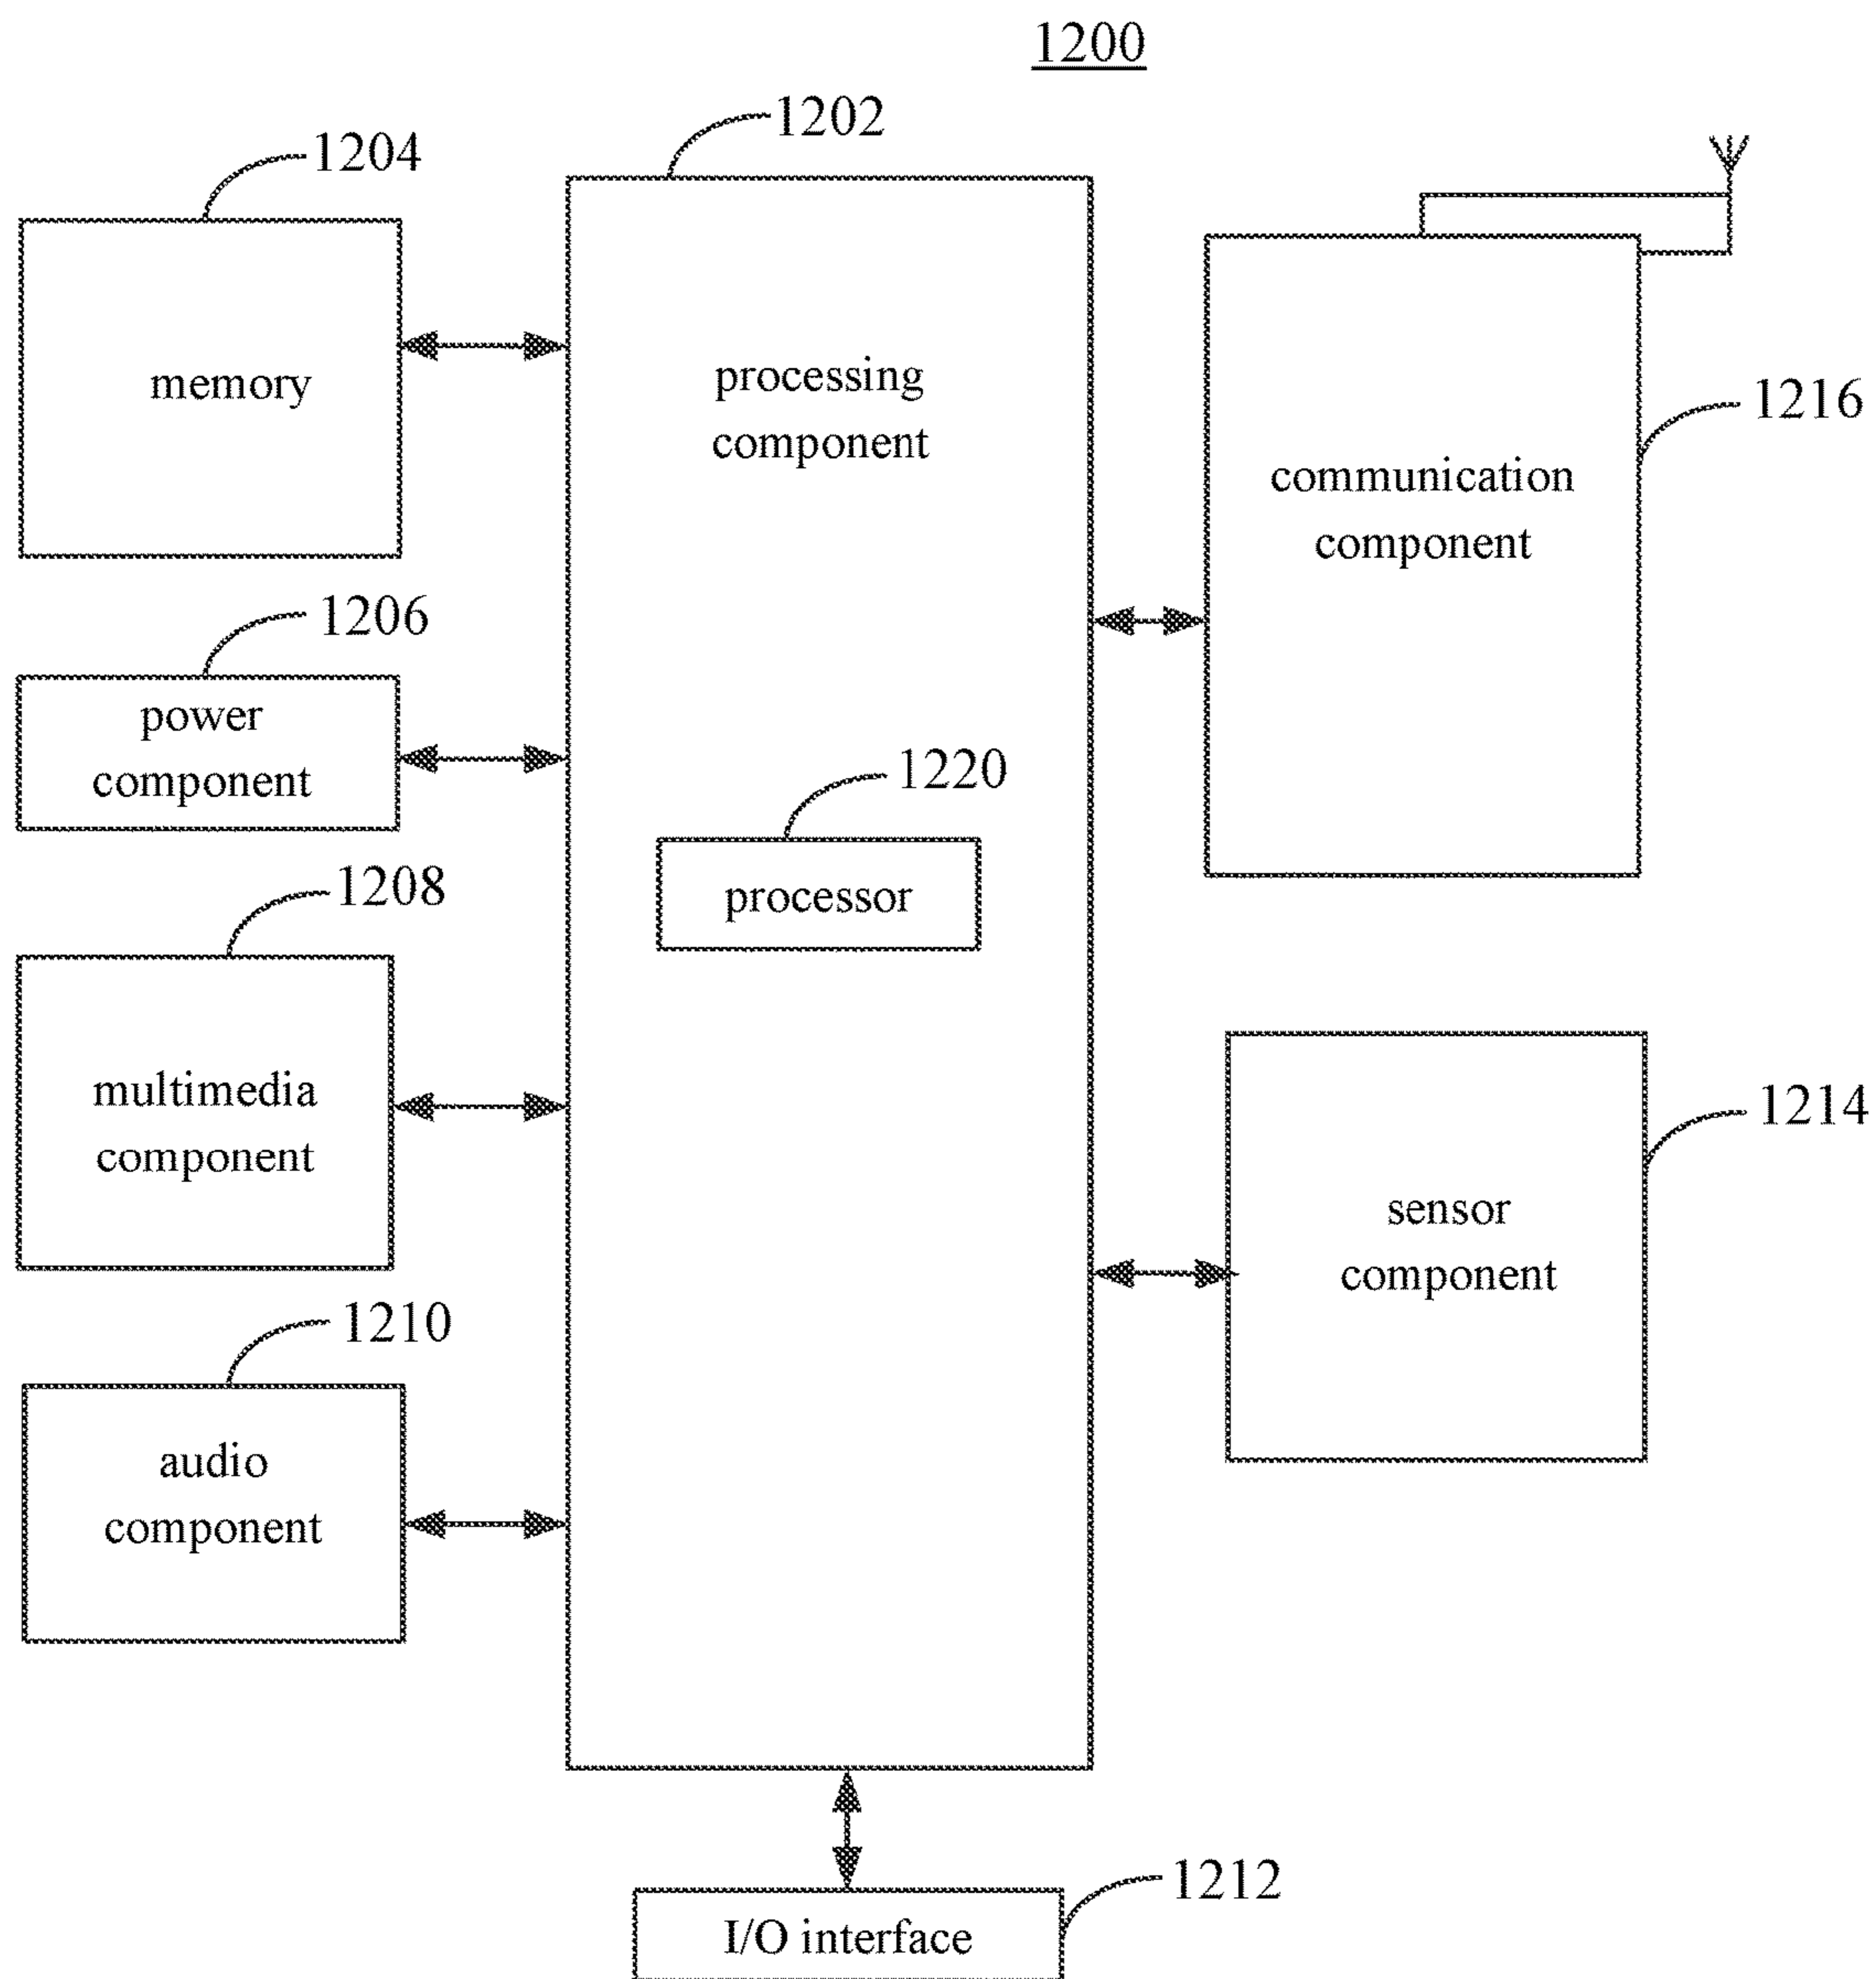 1200
1202
1204
memory
processing
component
1216
communication
component
1206
power
component
1220
processor
1208
multimedia
component
1214
sensor
component
1210
audio
component
1212
I/O interface